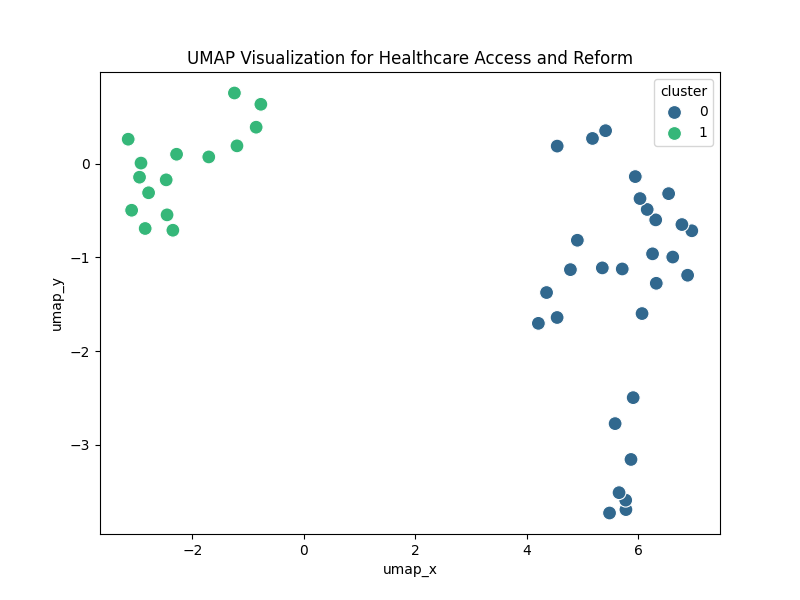 UMAP Visualization for Healthcare Access and Reform
cluster
0
1
0
−1
−2
−3
umap_y
−2
0
2
4
6
umap_x